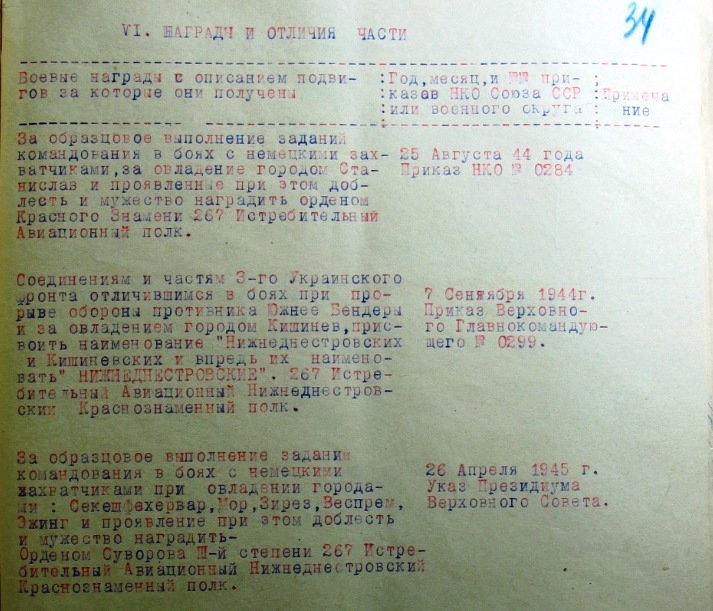 34
VI. НАГРАДЫ И ОТЛИЧИЯ ЧАСТИ
Боевые награды с описанием подви- :Год,месяц,и №№ при- ;
гов за которые они получены :казов НКО Союза ССР :Примеча
:или военного округа : ние
За образцовое выполнение заданий
командования в боях с немецкими зах- 25 Августа 44 года
ватчиками,за овладение городом Ста- Приказ НКО № 0284
нислав и проявленные при этом доб-
лесть и мужество наградить орденом
Красного Знамени 267 Истребительный
Авиационный полк.
Соединениям и частям 3-го Украинского
фронта отличившимся в боях при про- 7 Сентября 1944г.
рыве обороны противника Южнее Бендеры Приказ Верховно-
и за овладением городом Кишинев,прис- го Главнокомандую-
воить наименование "Нижнеднестровских щего № 0299.
и Кишиневских и впредь их наимено-
вать" НИЖНЕДНЕСТРОВСКИЕ". 267 Истре-
бительный Авиационный Нижнеднестров-
ский Краснознаменный полк.
За образцовое выполнение заданий
командования в боях с немецкими 26 Апреля 1945 г.
захватчиками при овладении города- Указ Президиума
ми : Секешфехервар,Мор,Зирез,Веспрем, Верховного Совета.
Эжинг и проявление при этом доблесть
и мужество наградить-
Орденом Суворова Ш-й степени 267 Истре-
бительный Авиационный Нижнеднестровский
Краснознаменный полк.